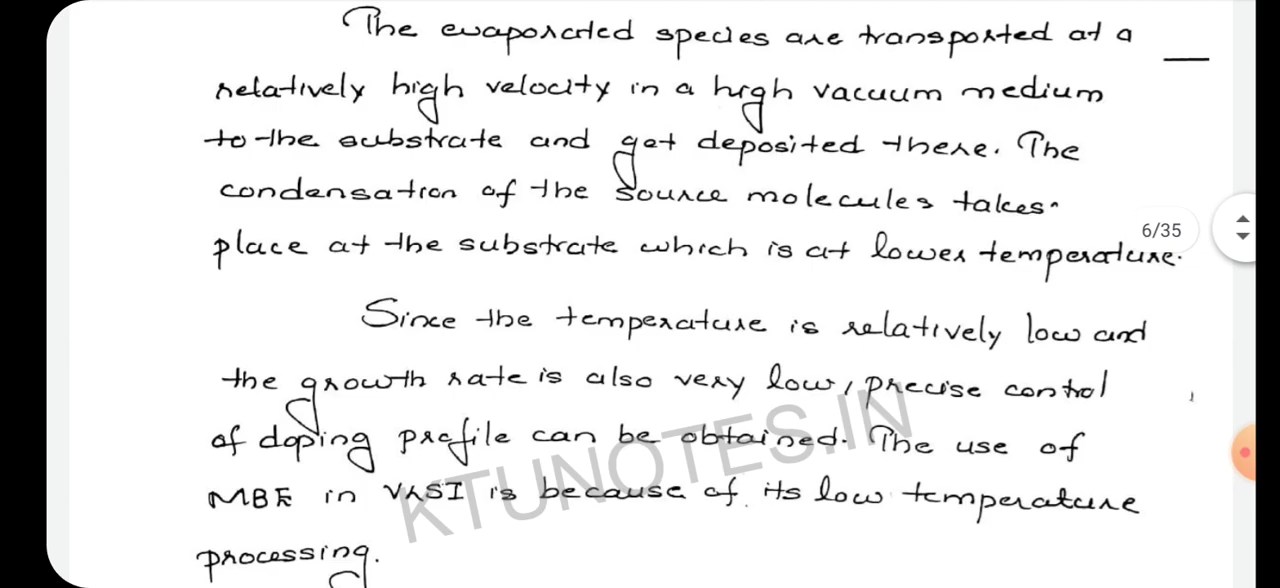 The evaporated species are transported at a
relatively high velocity in a high vacuum medium
to the substrate and get deposited there. The
condensation of the source molecules takes
place at the substrate which is at lower temperature.
6/35
Since the temperature is relatively low and
the growth rate is also very low, precise control
of doping profile can be obtained. The use of
MBE in VLSI is because of its low temperature
processing.
KTUNOTES.IN